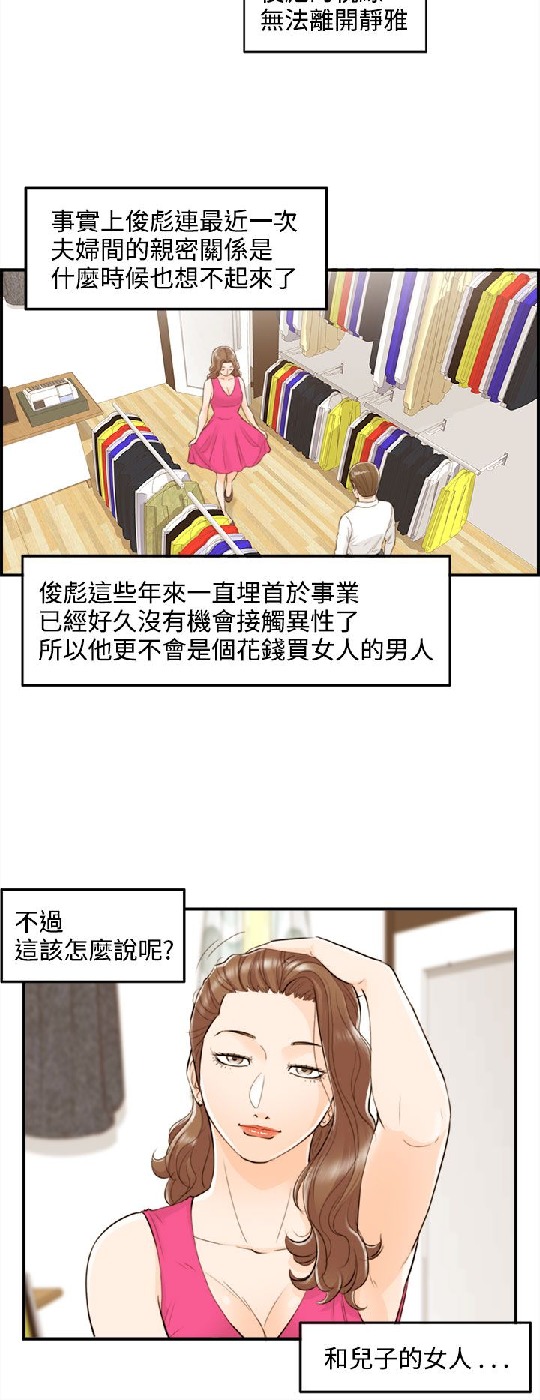 無法離開靜雅
事實上俊彪連最近一次
夫婦間的親密關係是
什麼時候也想不起來了
俊彪這些年來一直埋首於事業
已經好久沒有機會接觸異性了
所以他更不會是個花錢買女人的男人
不過
這該怎麼說呢?
和兒子的女人...